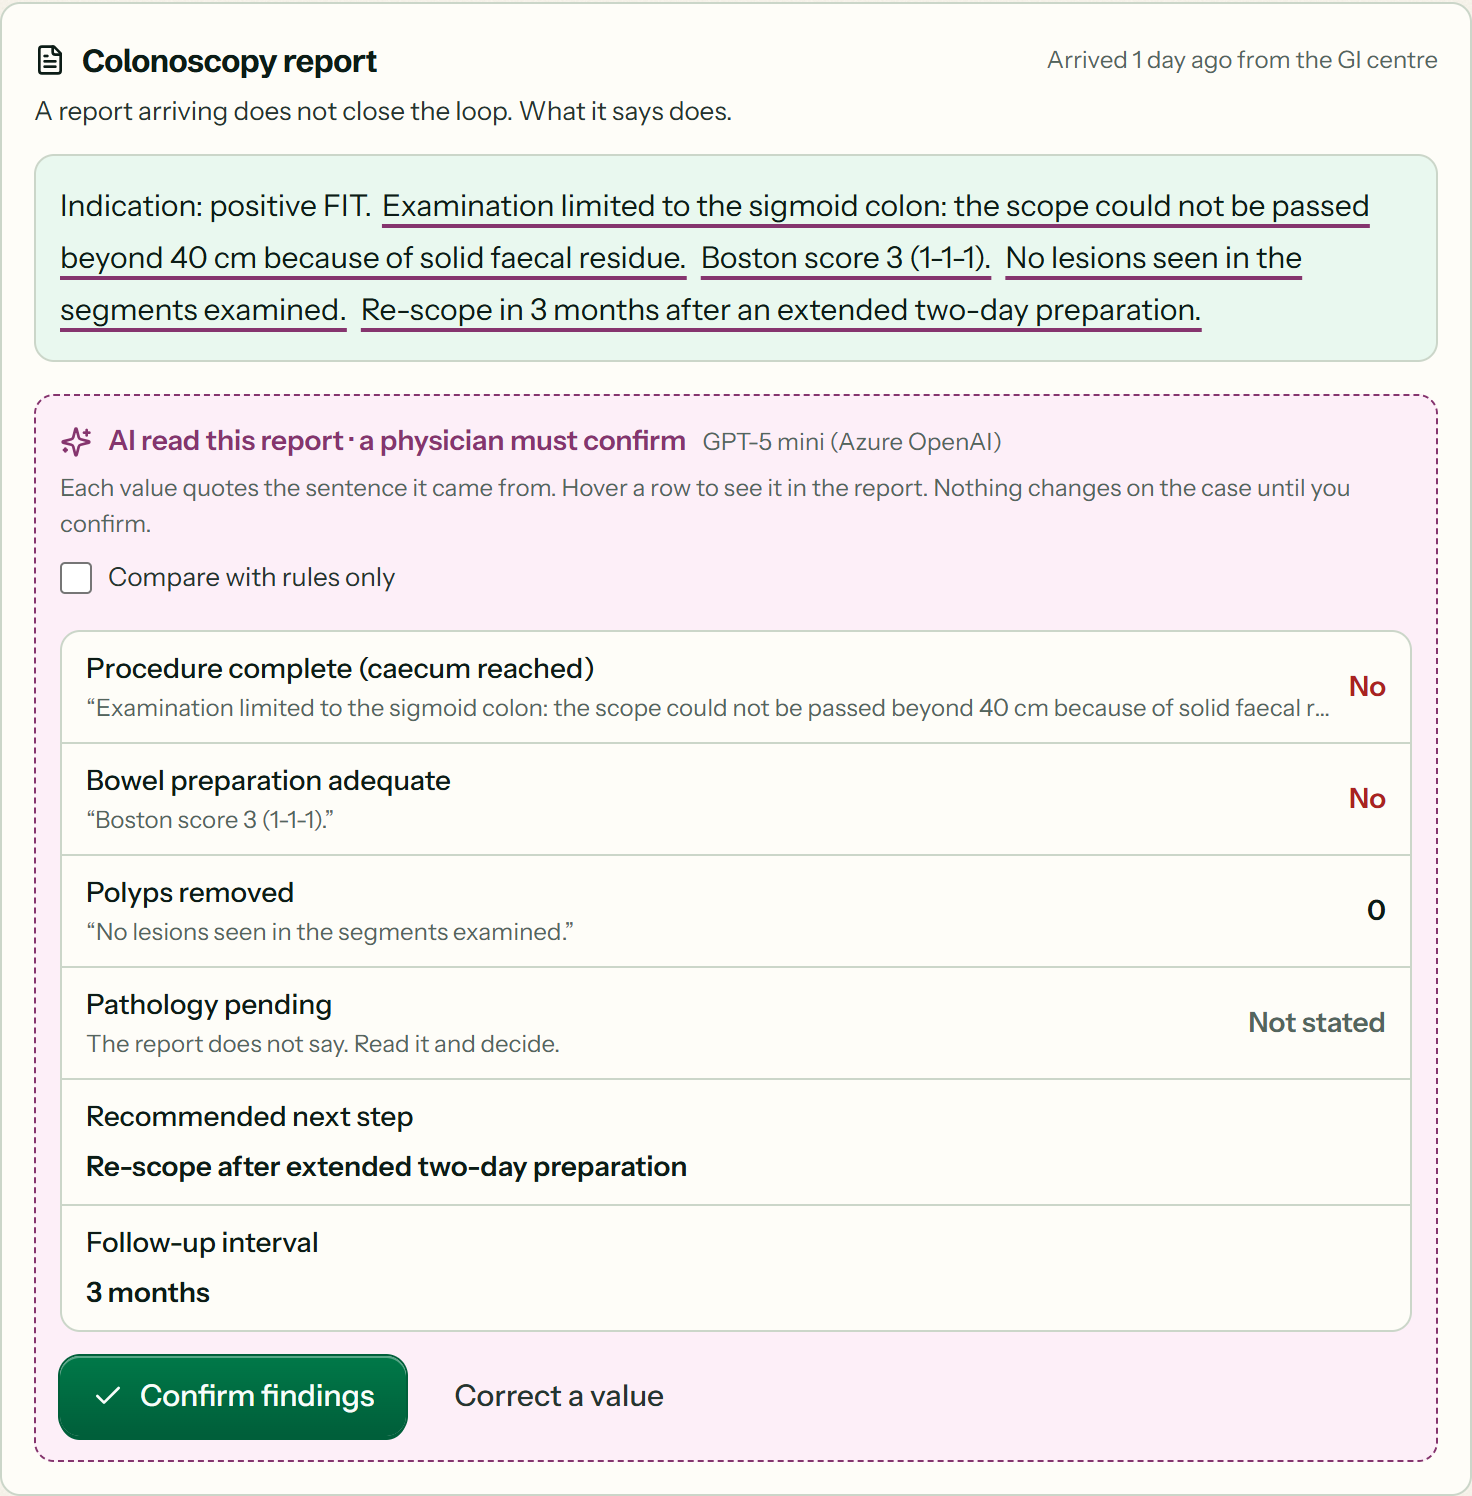 Colonoscopy report
Arrived 1 day ago from the GI centre
A report arriving does not close the loop. What it says does.
Indication: positive FIT. Examination limited to the sigmoid colon: the scope could not be passed
beyond 40 cm because of solid faecal residue. Boston score 3 (1-1-1). No lesions seen in the
segments examined. Re-scope in 3 months after an extended two-day preparation.
AI read this report · a physician must confirm GPT-5 mini (Azure OpenAI)
Each value quotes the sentence it came from. Hover a row to see it in the report. Nothing changes on the case until you
confirm.
Compare with rules only
Procedure complete (caecum reached)
“Examination limited to the sigmoid colon: the scope could not be passed beyond 40 cm because of solid faecal r...
No
Bowel preparation adequate
“Boston score 3 (1-1-1).”
No
Polyps removed
“No lesions seen in the segments examined.”
0
Pathology pending
The report does not say. Read it and decide.
Not stated
Recommended next step
Re-scope after extended two-day preparation
Follow-up interval
3 months
Confirm findings
Correct a value